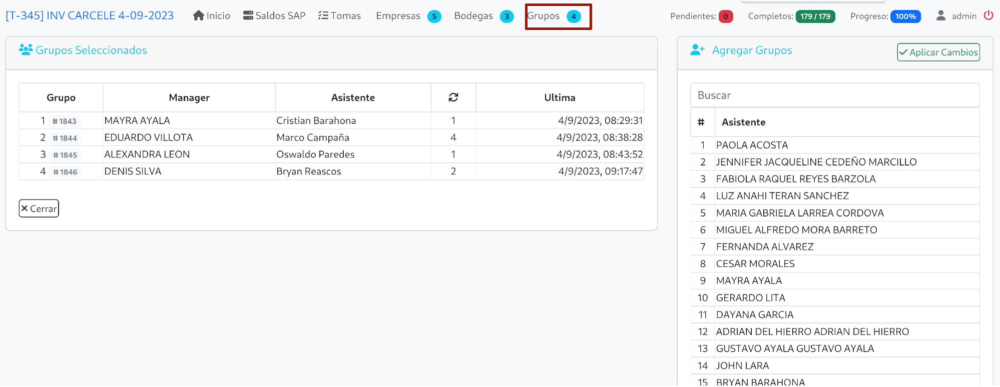 [T-345] INV CARCELE 4-09-2023 Inicio Saldos SAP Tomas Empresas 5 Bodegas 3 Grupos 4 Pendientes: 0 Completos: 179 / 179 Progreso: 100% admin
Grupos Seleccionados
Grupo Manager Asistente Ultima
1 # 1843 MAYRA AYALA Cristian Barahona 1 4/9/2023, 08:29:31
2 # 1844 EDUARDO VILLOTA Marco Campaña 4 4/9/2023, 08:38:28
3 # 1845 ALEXANDRA LEON Oswaldo Paredes 1 4/9/2023, 08:43:52
4 # 1846 DENIS SILVA Bryan Reascos 2 4/9/2023, 09:17:47
Cerrar
Agregar Grupos Aplicar Cambios
Buscar
# Asistente
1 PAOLA ACOSTA
2 JENNIFER JACQUELINE CEDEÑO MARCILLO
3 FABIOLA RAQUEL REYES BARZOLA
4 LUZ ANAHI TERAN SANCHEZ
5 MARIA GABRIELA LARREA CORDOVA
6 MIGUEL ALFREDO MORA BARRETO
7 FERNANDA ALVAREZ
8 CESAR MORALES
9 MAYRA AYALA
10 GERARDO LITA
11 DAYANA GARCIA
12 ADRIAN DEL HIERRO ADRIAN DEL HIERRO
13 GUSTAVO AYALA GUSTAVO AYALA
14 JOHN LARA
15 BRYAN BARAHONA